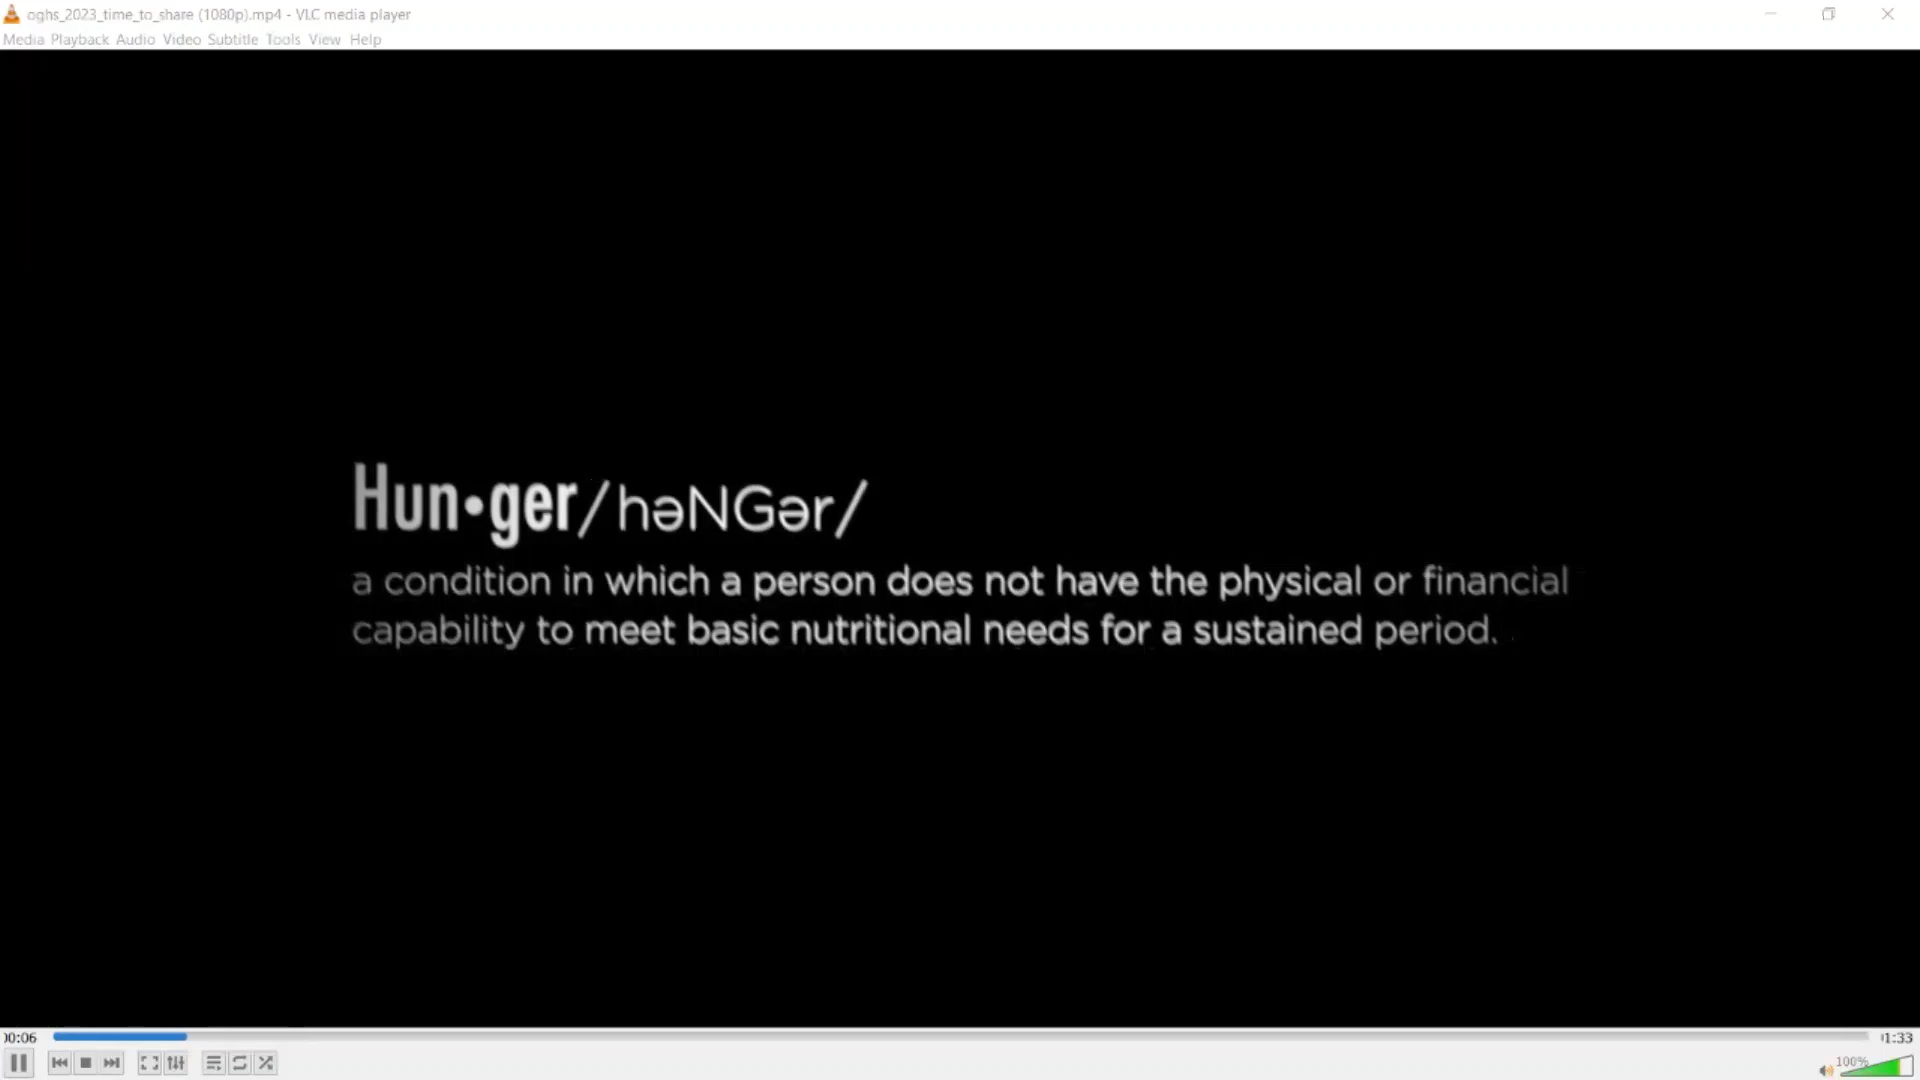 oghs_2023_time_to_share (1080p).mp4 - VLC media player
Media Playback Audio Video Subtitle Tools View Help
Hun•ger/həNGər/
a condition in which a person does not have the physical or financial
capability to meet basic nutritional needs for a sustained period.
00:06
1:33
100%